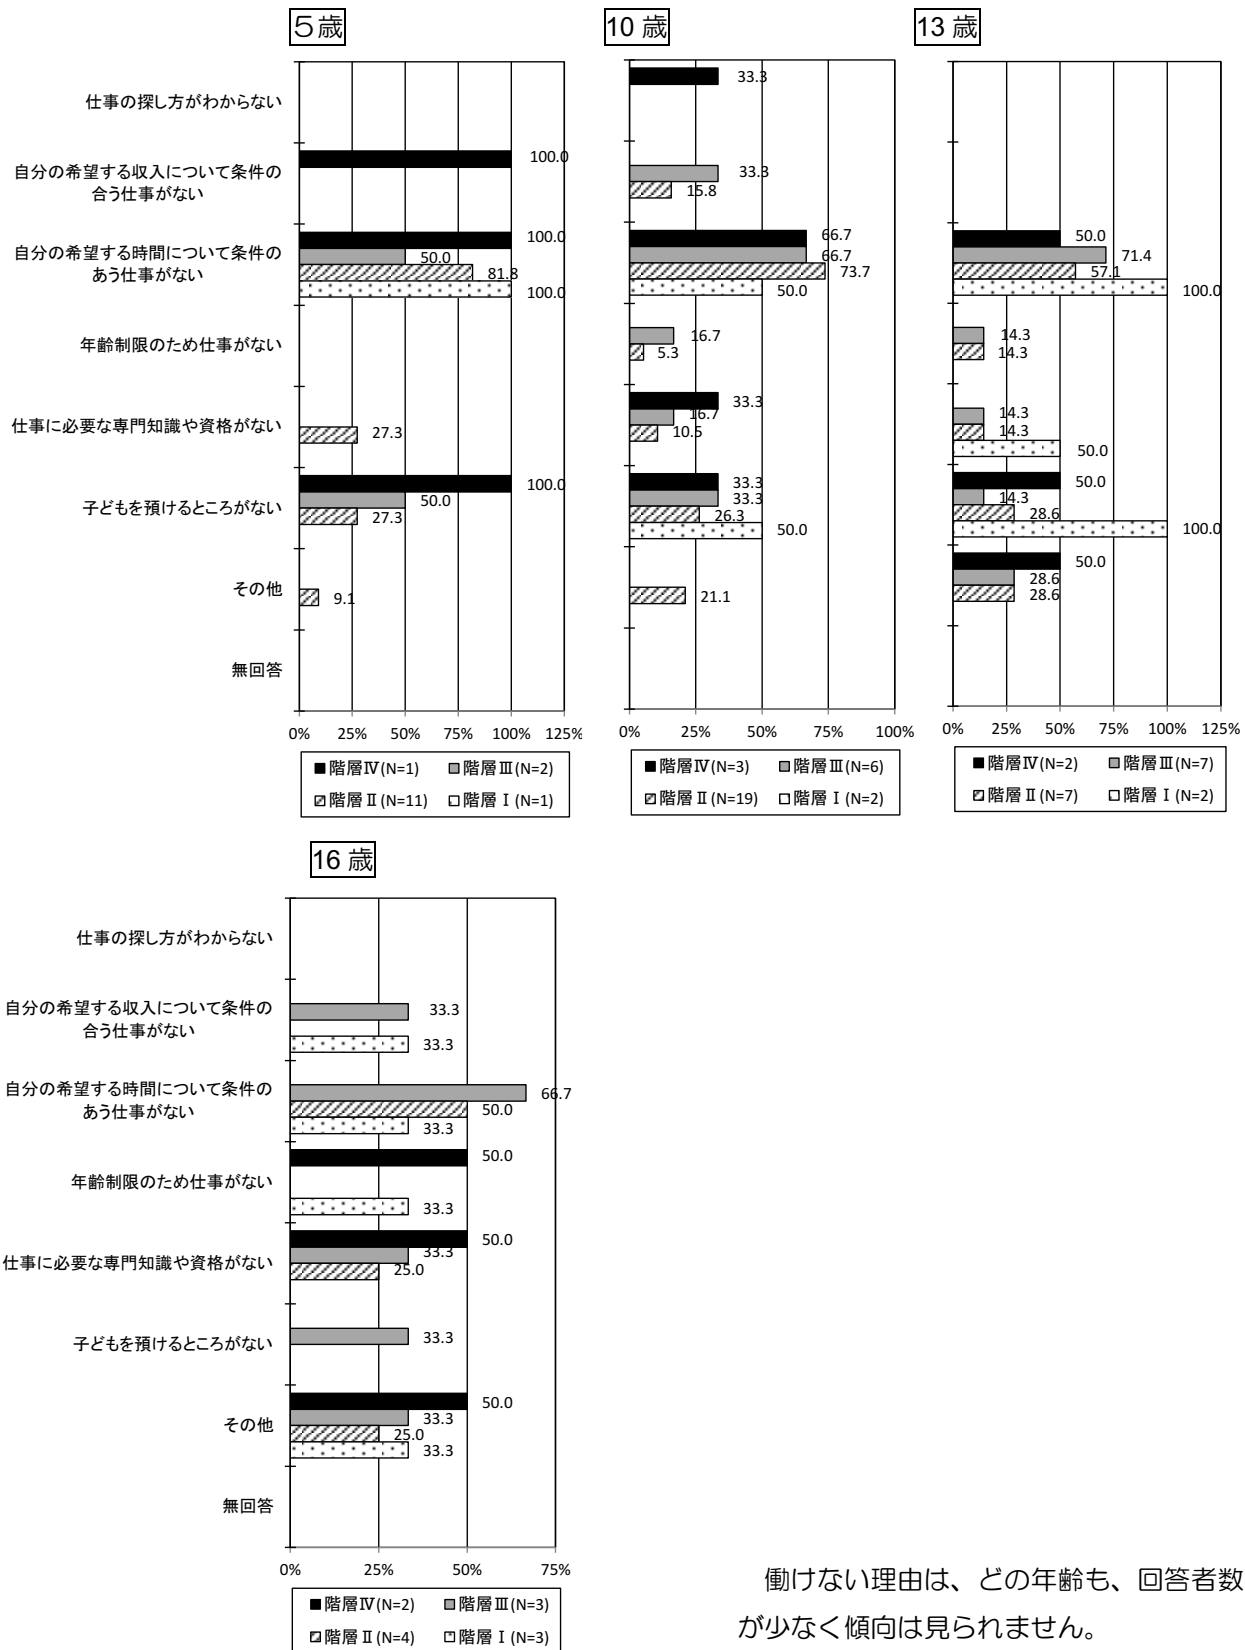 5歳
10 歳
13 歳
仕事の探し方がわからない
自分の希望する収入について条件の
合う仕事がない
自分の希望する時間について条件の
あう仕事がない
年齢制限のため仕事がない
仕事に必要な専門知識や資格がない
子どもを預けるところがない
その他
無回答
100.0
100.0
50.0
81.8
100.0
27.3
100.0
50.0
27.3
9.1
0% 25% 50% 75% 100% 125%
■階層Ⅳ(N=1) ■階層Ⅲ(N=2)
階層Ⅱ(N=11) 階層Ⅰ(N=1)
33.3
33.3
15.8
66.7
66.7
73.7
50.0
16.7
5.3
33.3
16.7
10.5
33.3
33.3
26.3
50.0
21.1
0% 25% 50% 75% 100%
■階層Ⅳ(N=3) ■階層Ⅲ(N=6)
階層Ⅱ(N=19) 階層Ⅰ(N=2)
50.0
71.4
57.1
100.0
14.3
14.3
14.3
14.3
50.0
50.0
14.3
28.6
100.0
50.0
28.6
28.6
0% 25% 50% 75% 100% 125%
■階層Ⅳ(N=2) ■階層Ⅲ(N=7)
階層Ⅱ(N=7) 階層Ⅰ(N=2)
16 歳
仕事の探し方がわからない
自分の希望する収入について条件の
合う仕事がない
自分の希望する時間について条件の
あう仕事がない
年齢制限のため仕事がない
仕事に必要な専門知識や資格がない
子どもを預けるところがない
その他
無回答
33.3
33.3
66.7
50.0
33.3
50.0
33.3
50.0
33.3
25.0
33.3
50.0
33.3
25.0
33.3
0% 25% 50% 75%
■階層Ⅳ(N=2) ■階層Ⅲ(N=3)
階層Ⅱ(N=4) 階層Ⅰ(N=3)
働けない理由は、どの年齢も、回答者数
が少なく傾向は見られません。